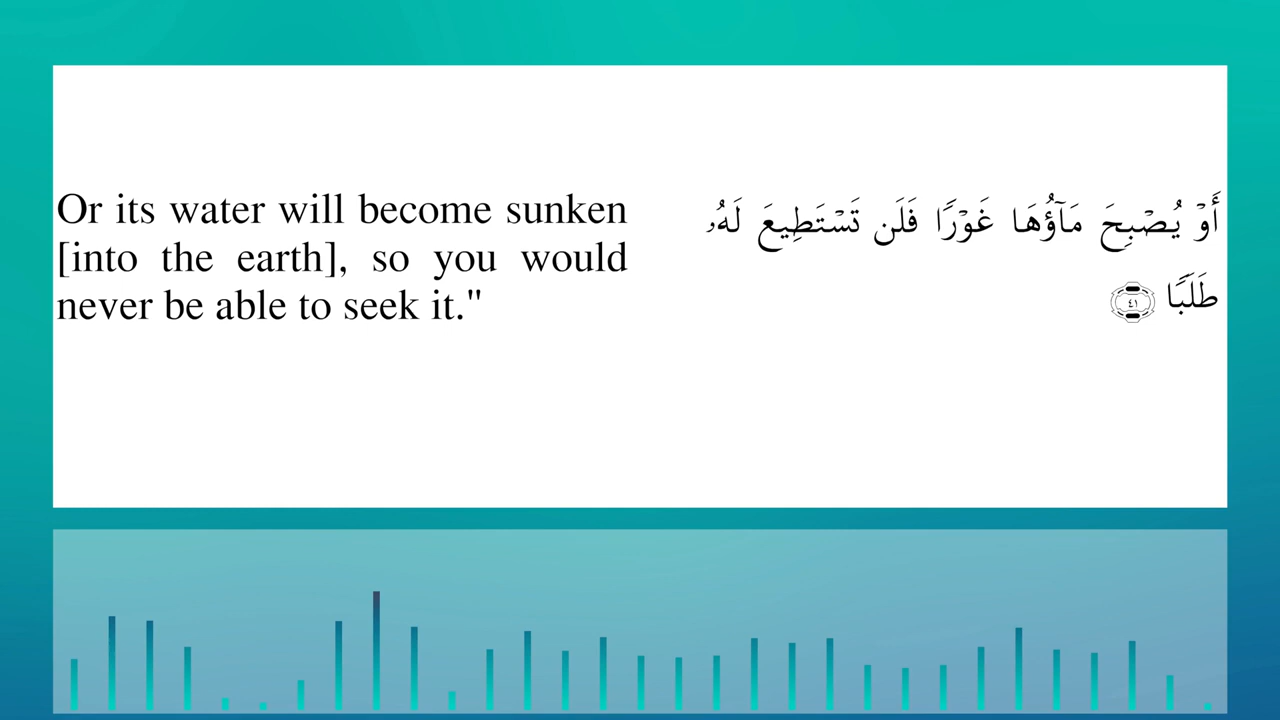 Or its water will become sunken
[into the earth], so you would
never be able to seek it."
أَوْ يُصْبِحَ مَآؤُهَا غَوْرًا فَلَن تَسْتَطِيعَ لَهُۥ
طَلَبًا ٤١